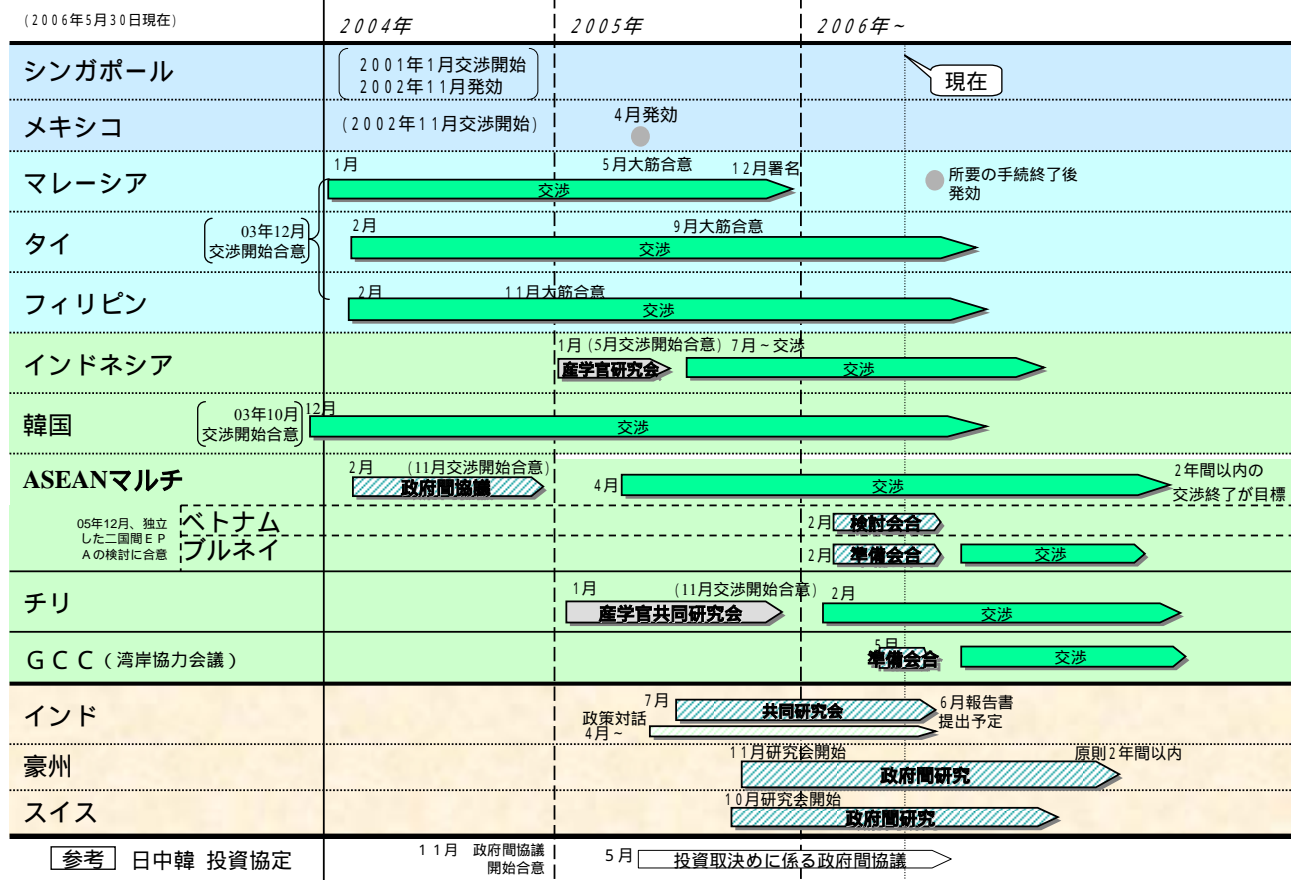 (2006年5月30日現在)
2004年
2005年
2006年~
シンガポール
2001年1月交渉開始
2002年11月発効
現在
メキシコ
(2002年11月交渉開始)
4月発効
マレーシア
1月
5月大筋合意
12月署名
交渉
所要の手続終了後
発効
03年12月
交渉開始合意
タイ
2月
9月大筋合意
交渉
フィリピン
2月
11月大筋合意
交渉
インドネシア
1月(5月交渉開始合意)
7月~交渉
産学官研究会
交渉
韓国
03年10月
交渉開始合意
12月
交渉
ASEANマルチ
2月
(11月交渉開始合意)
政府間協議
4月
交渉
2年間以内の
交渉終了が目標
05年12月、独立
した二国間EP
Aの検討に合意
ベトナム
2月
検討会合
ブルネイ
2月
準備会合
交渉
チリ
1月
(11月交渉開始合意)
産学官共同研究会
2月
交渉
GCC(湾岸協力会議)
5月
準備会合
交渉
インド
7月
共同研究会
6月報告書
提出予定
政策対話
4月~
豪州
11月研究会開始
原則2年間以内
政府間研究
スイス
10月研究会開始
政府間研究
参考 日中韓 投資協定
11月 政府間協議
開始合意
5月
投資取決めに係る政府間協議